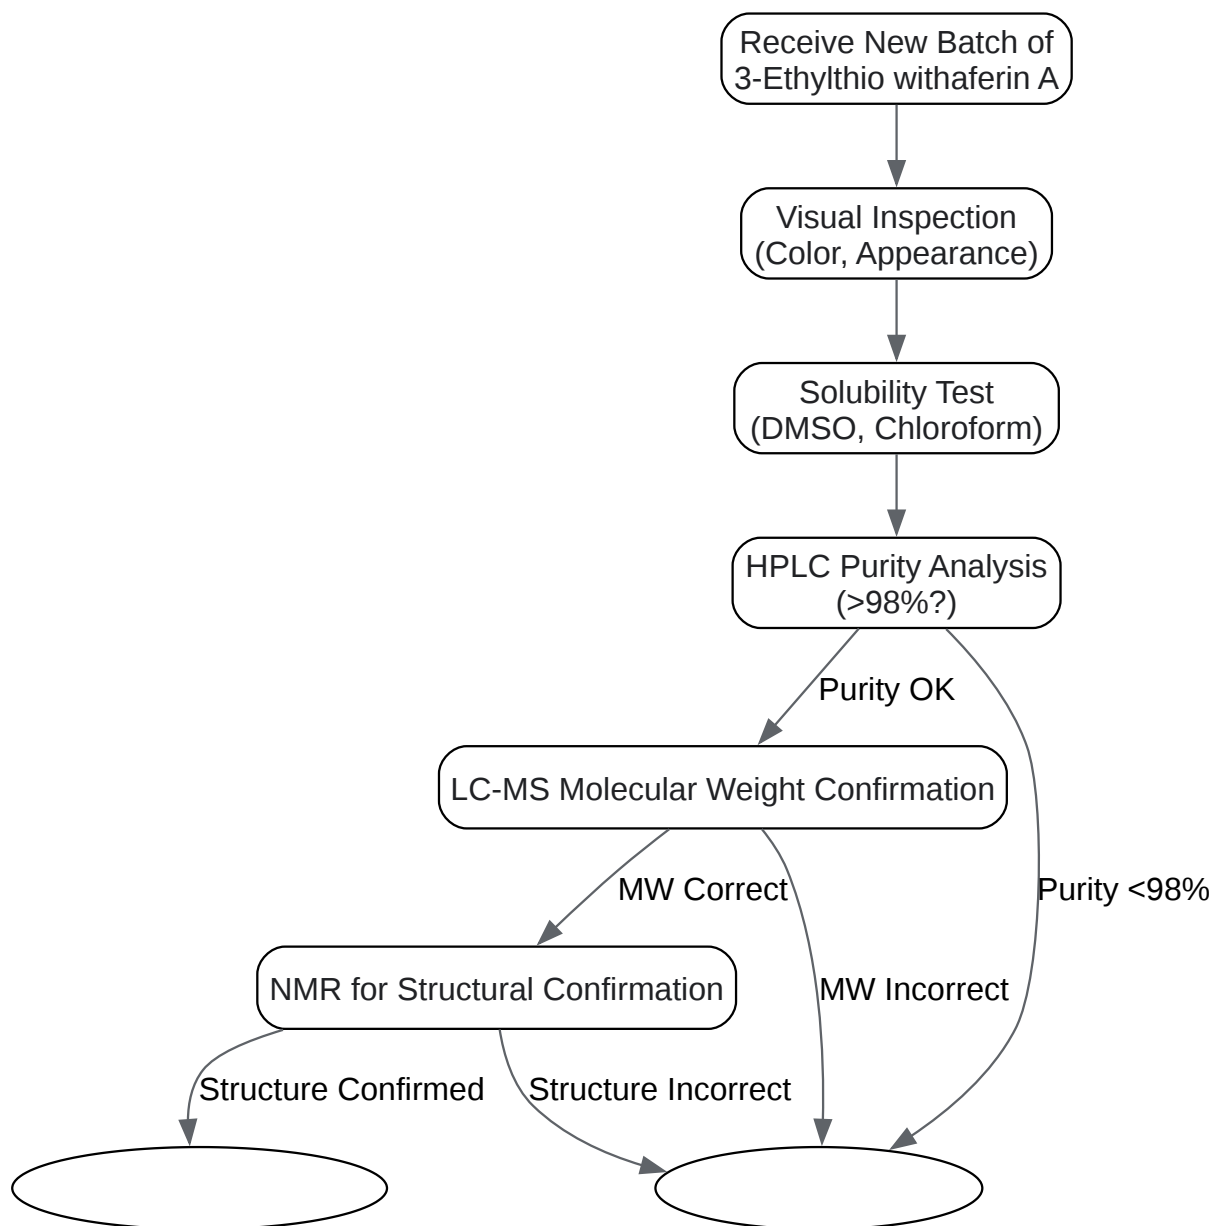 Receive New Batch of
3-Ethylthio withaferin A
Visual Inspection
(Color, Appearance)
Solubility Test
(DMSO, Chloroform)
HPLC Purity Analysis
(>98%?)
Purity OK
LC-MS Molecular Weight Confirmation
MW Correct
Purity <98%
NMR for Structural Confirmation
MW Incorrect
Structure Confirmed
Structure Incorrect